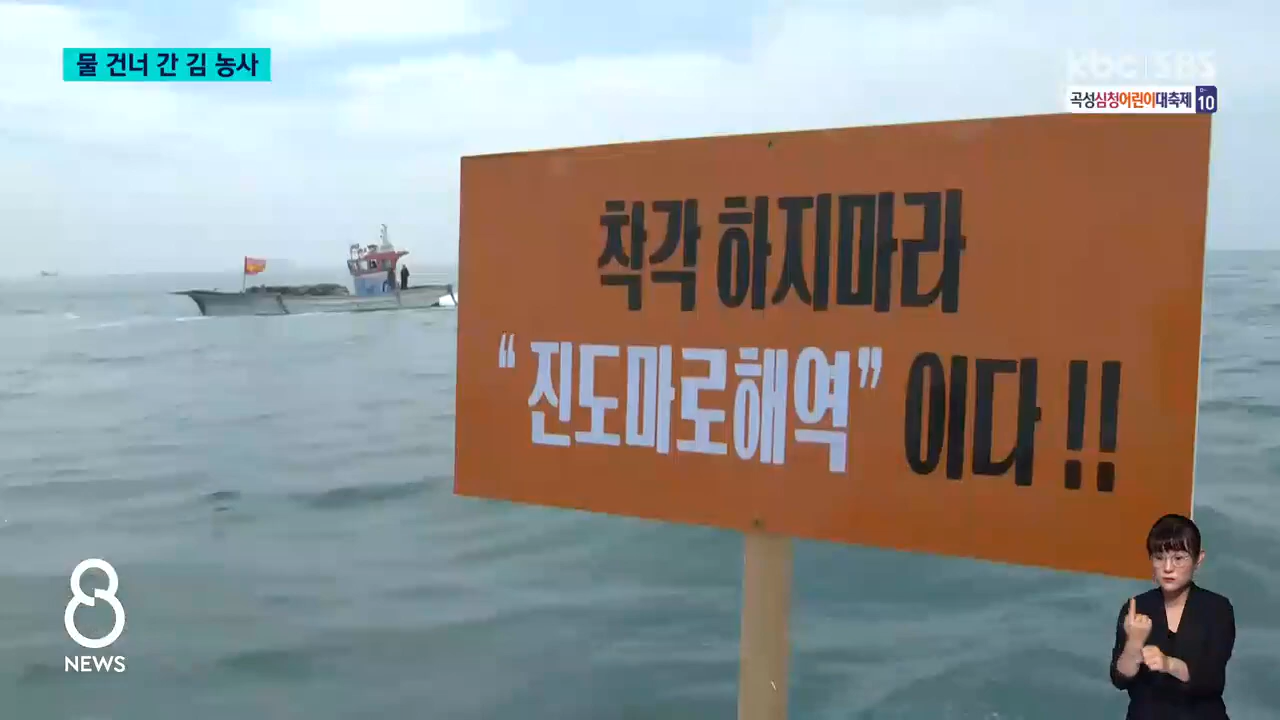 물 건너 간 김 농사
kbc SBS
곡성심청어린이대축제 D-10
착각 하지마라
“진도마로해역” 이다!!
8
NEWS